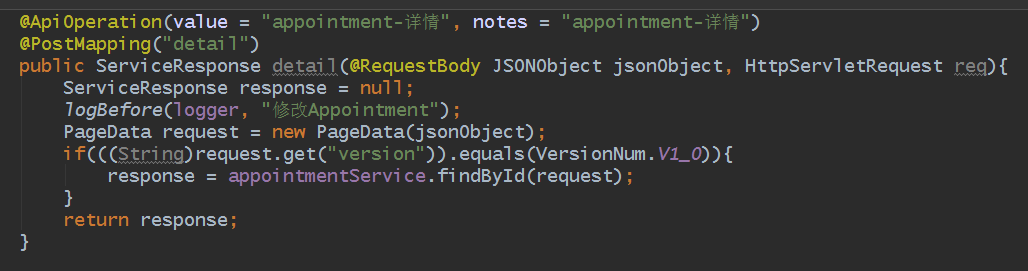 @ApiOperation(value = "appointment-详情", notes = "appointment-详情")
@PostMapping("detail")
public ServiceResponse detail(@RequestBody JSONObject jsonObject, HttpServletRequest req){
    ServiceResponse response = null;
    logBefore(logger, "修改Appointment");
    PageData request = new PageData(jsonObject);
    if(((String)request.get("version")).equals(VersionNum.V1_0)){
        response = appointmentService.findById(request);
    }
    return response;
}